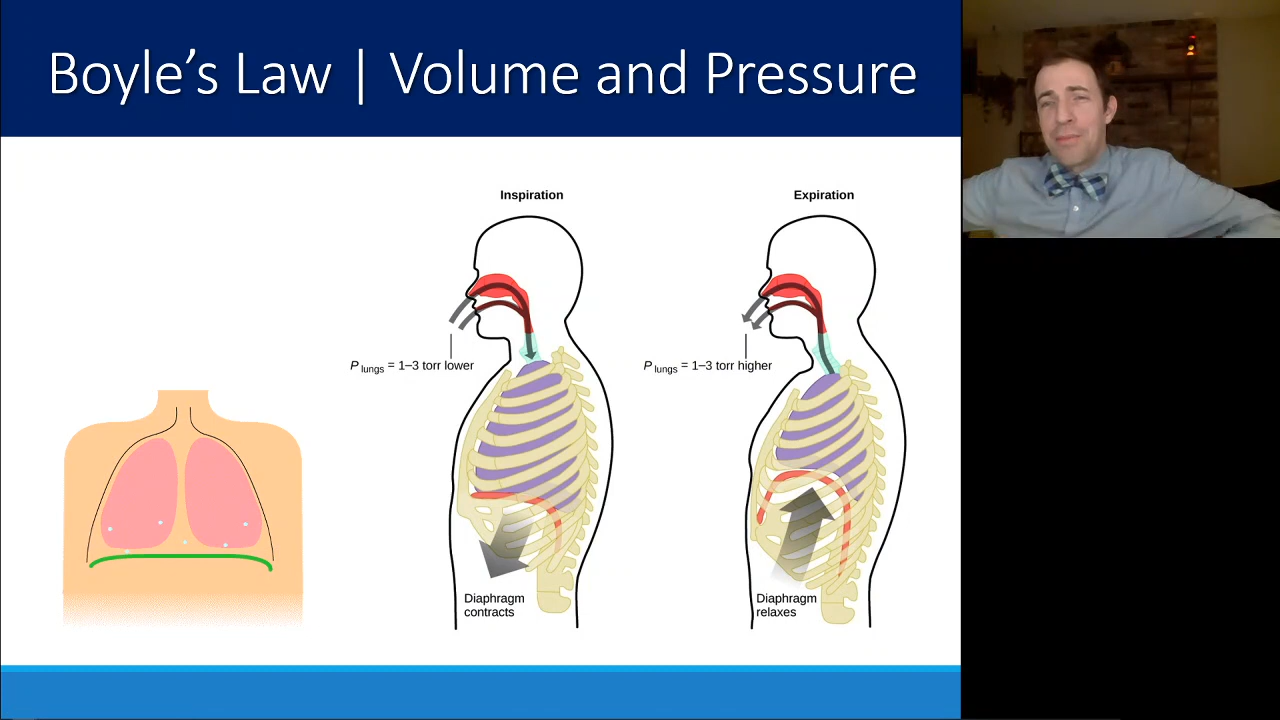 Boyle’s Law | Volume and Pressure
Inspiration
P lungs = 1–3 torr lower
Diaphragm
contracts
Expiration
P lungs = 1–3 torr higher
Diaphragm
relaxes